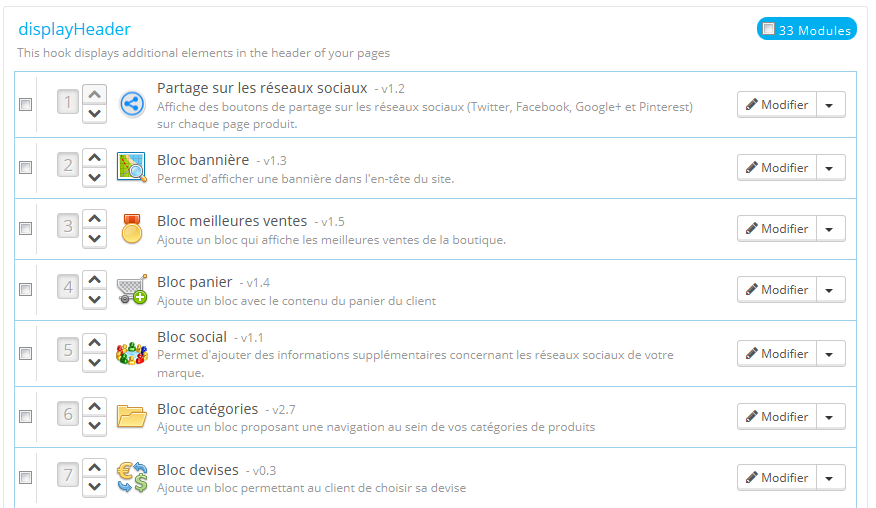 displayHeader
33 Modules
This hook displays additional elements in the header of your pages
1
Partage sur les réseaux sociaux - v1.2
Affiche des boutons de partage sur les réseaux sociaux (Twitter, Facebook, Google+ et Pinterest)
sur chaque page produit.
Modifier
2
Bloc bannière - v1.3
Permet d'afficher une bannière dans l'en-tête du site.
Modifier
3
Bloc meilleures ventes - v1.5
Ajoute un bloc qui affiche les meilleures ventes de la boutique.
Modifier
4
Bloc panier - v1.4
Ajoute un bloc avec le contenu du panier du client
Modifier
5
Bloc social - v1.1
Permet d'ajouter des informations supplémentaires concernant les réseaux sociaux de votre
marque.
Modifier
6
Bloc catégories - v2.7
Ajoute un bloc proposant une navigation au sein de vos catégories de produits
Modifier
7
Bloc devises - v0.3
Ajoute un bloc permettant au client de choisir sa devise
Modifier